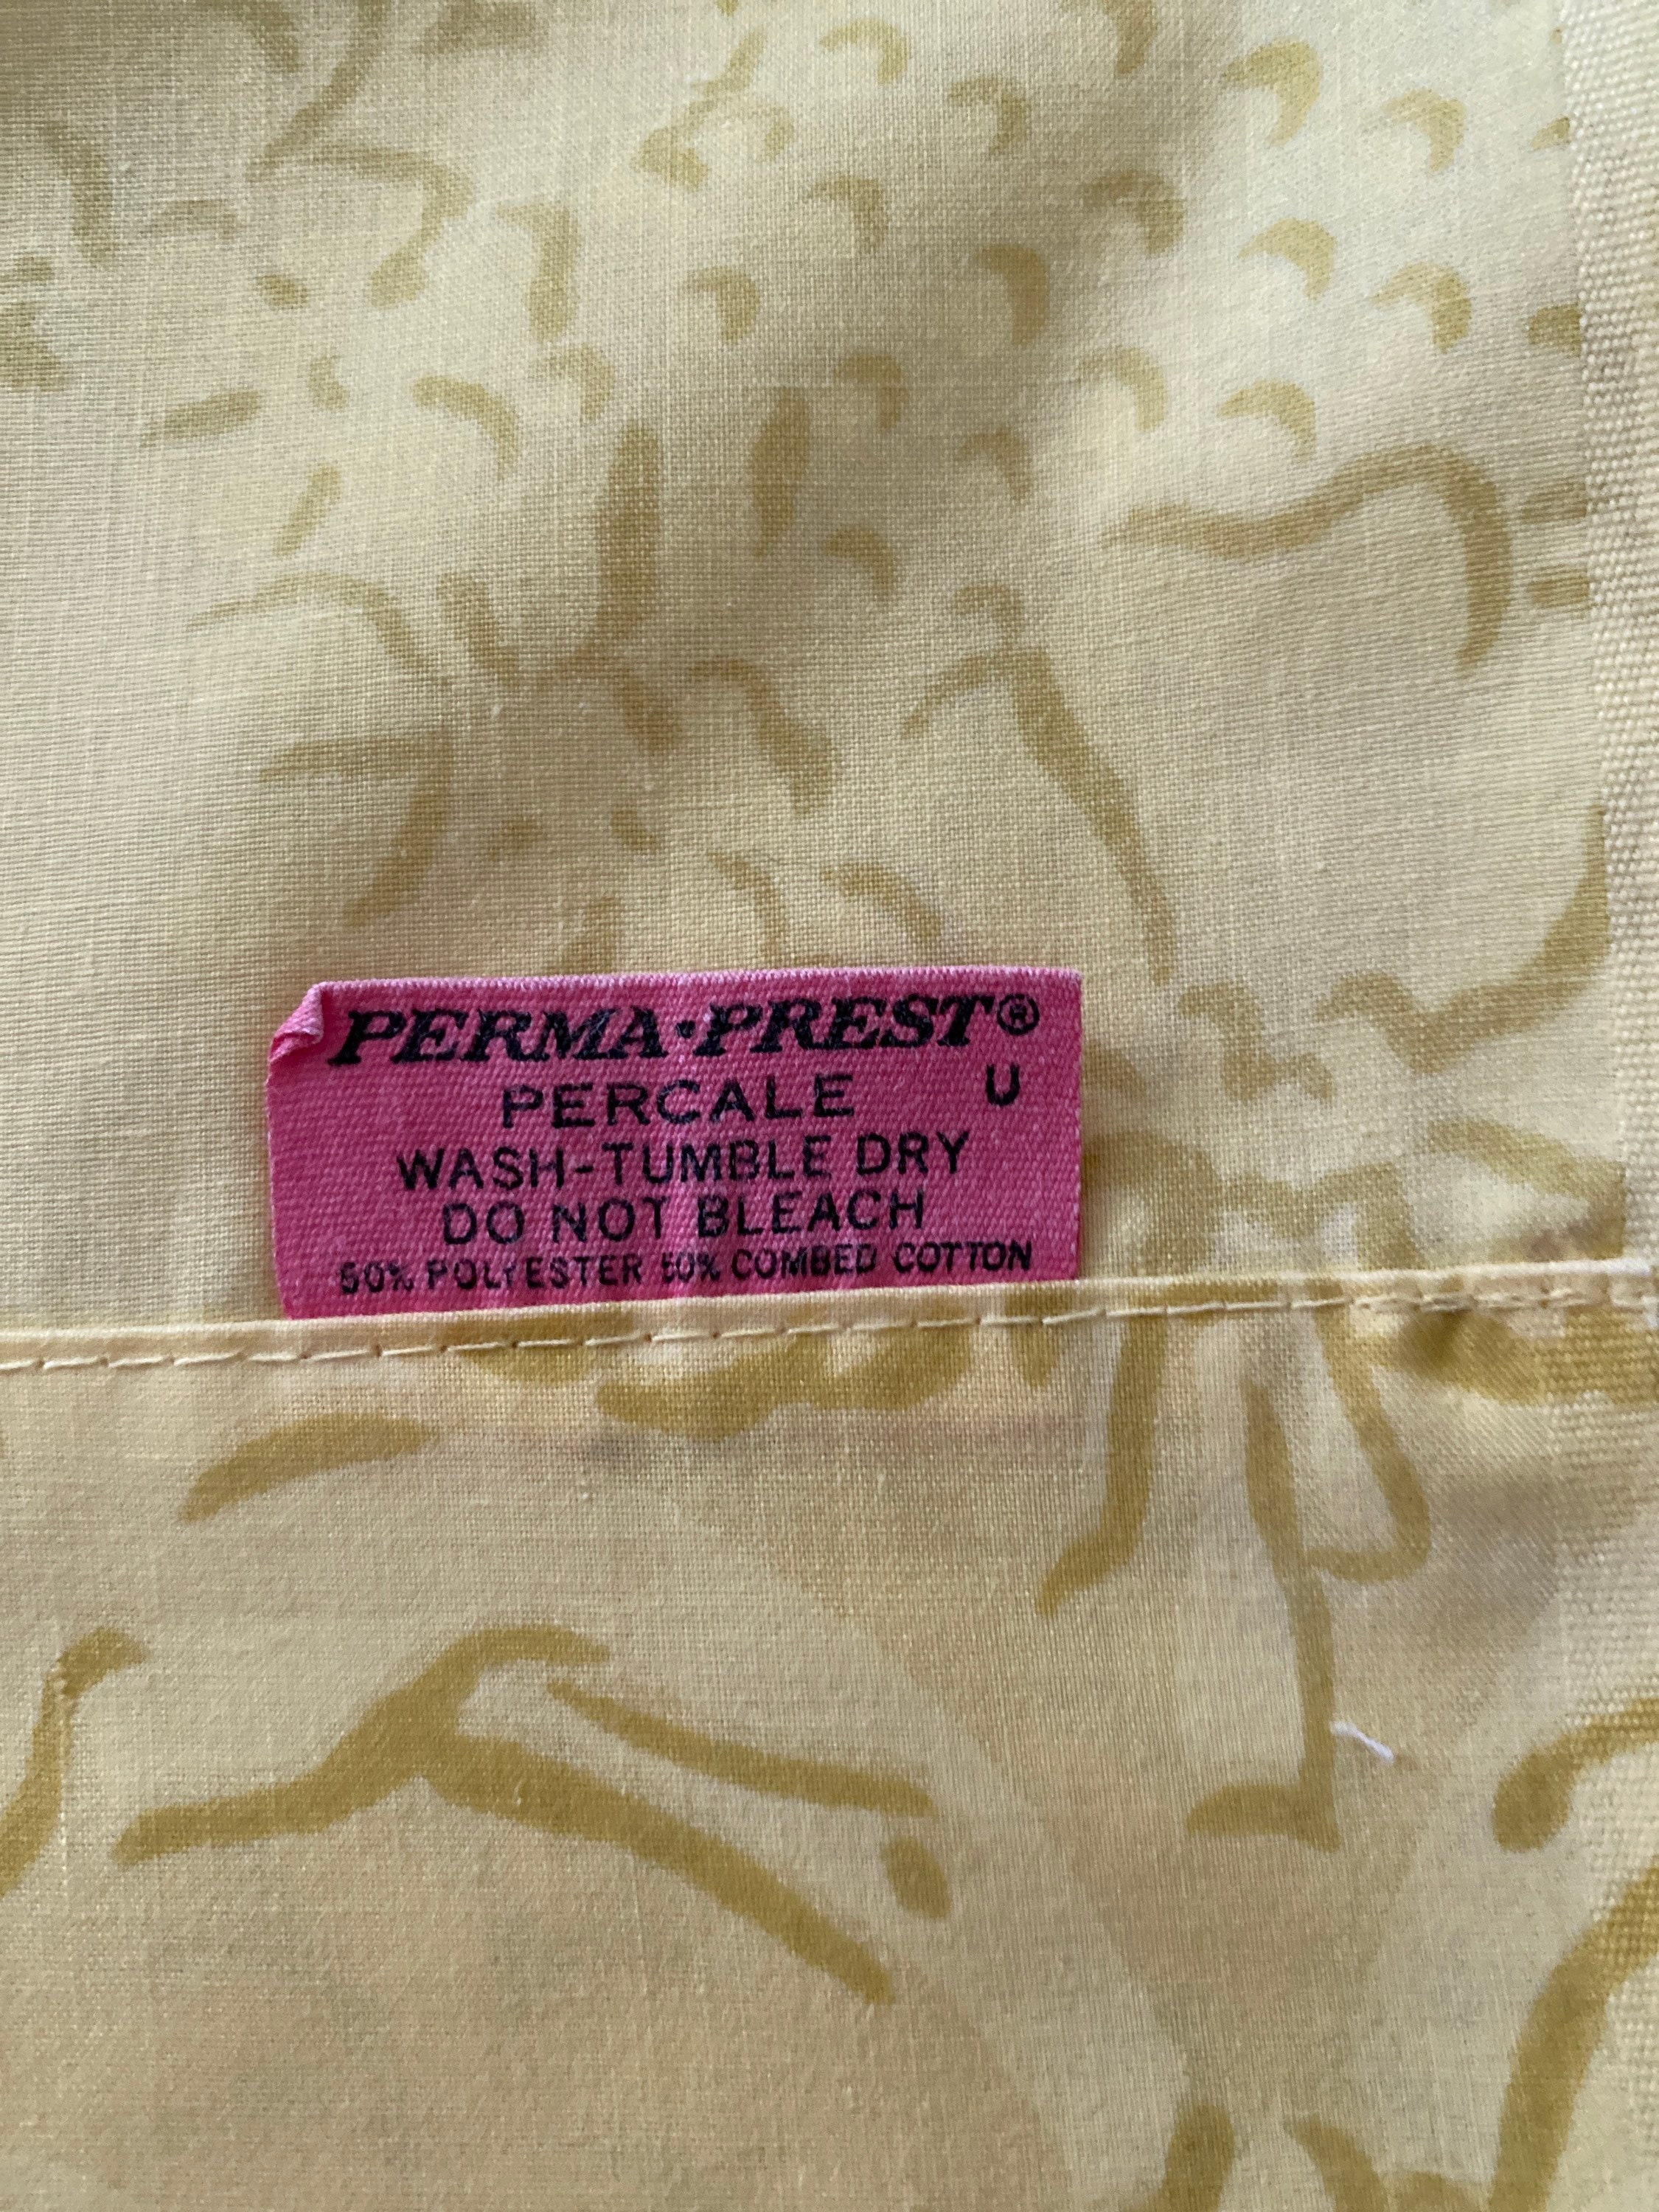 PERMA·PREST®
PERCALE U
WASH-TUMBLE DRY
DO NOT BLEACH
50% POLYESTER 50% COMBED COTTON